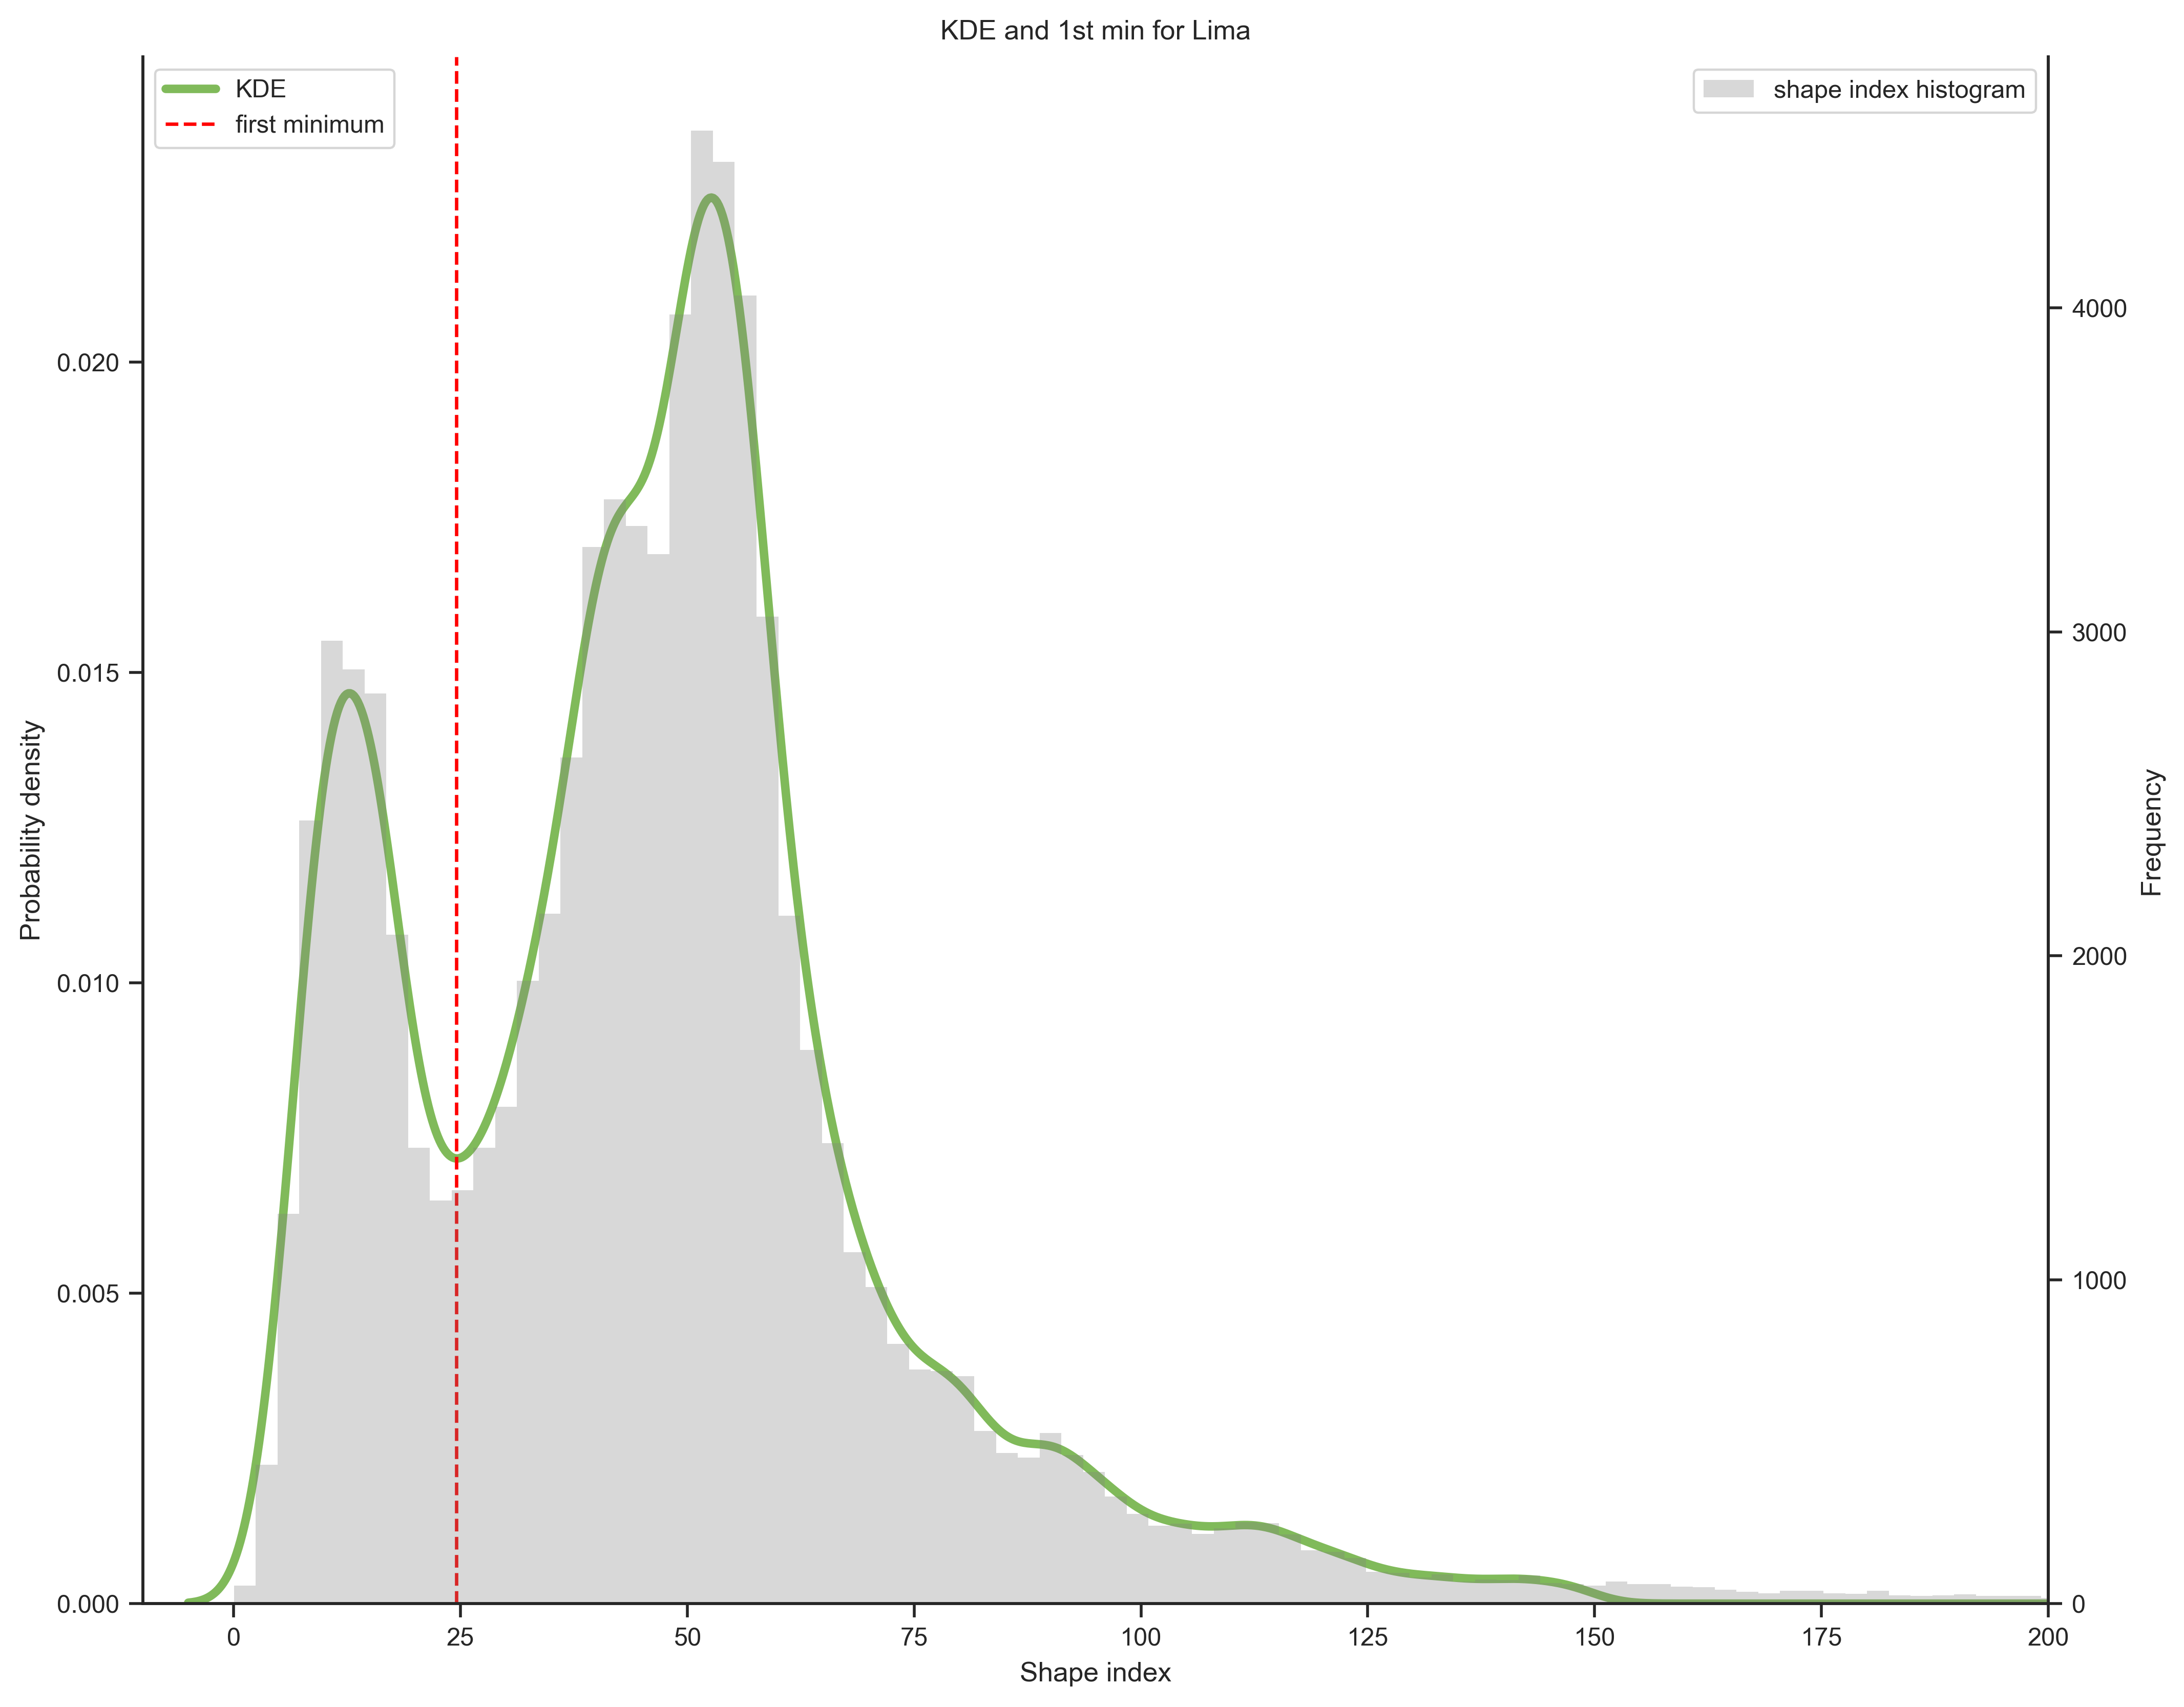 KDE and 1st min for Lima
KDE
first minimum
shape index histogram
Probability density
0.020
0.015
0.010
0.005
0.000
4000
3000
2000
1000
0
Frequency
0 25 50 75 100 125 150 175 200
Shape index